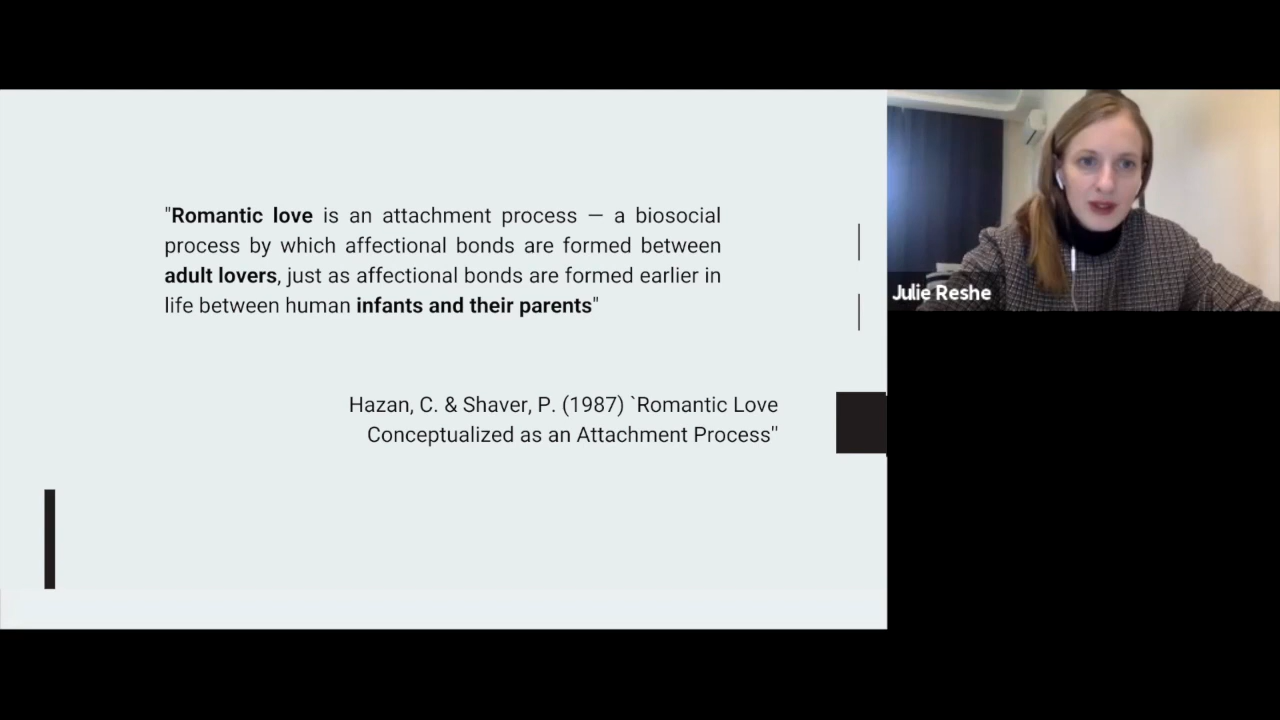 "Romantic love is an attachment process — a biosocial
process by which affectional bonds are formed between
adult lovers, just as affectional bonds are formed earlier in
life between human infants and their parents"
Hazan, C. & Shaver, P. (1987) `Romantic Love
Conceptualized as an Attachment Process"
Julie Reshe